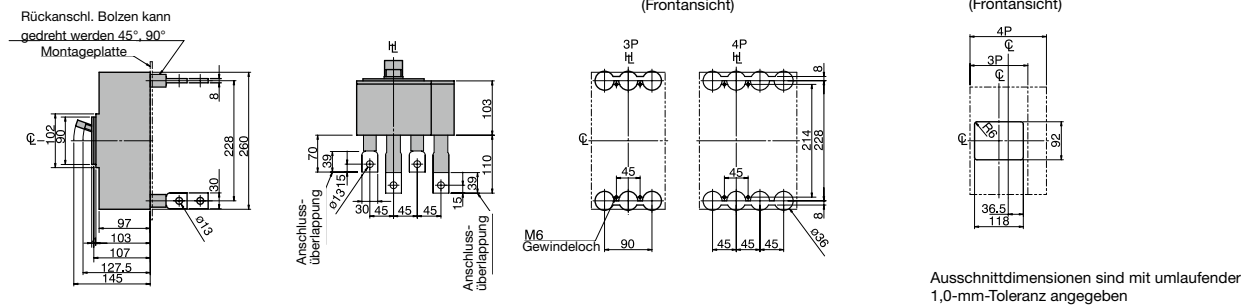 Rückanschl. Bolzen kann
gedreht werden 45°, 90°
Montageplatte
8
102
90
228
260
30
ø13
97
103
107
127.5
145
103
110
70
39
15
ø13
30
45
45
45
39
15
Anschluss-
überlappung
Anschluss-
überlappung
(Frontansicht)
3P
4P
8
214
228
8
45
45
M6
Gewindeloch
90
45
45
45
ø36
(Frontansicht)
4P
3P
R6
92
36.5
118
Ausschnittdimensionen sind mit umlaufender
1,0-mm-Toleranz angegeben